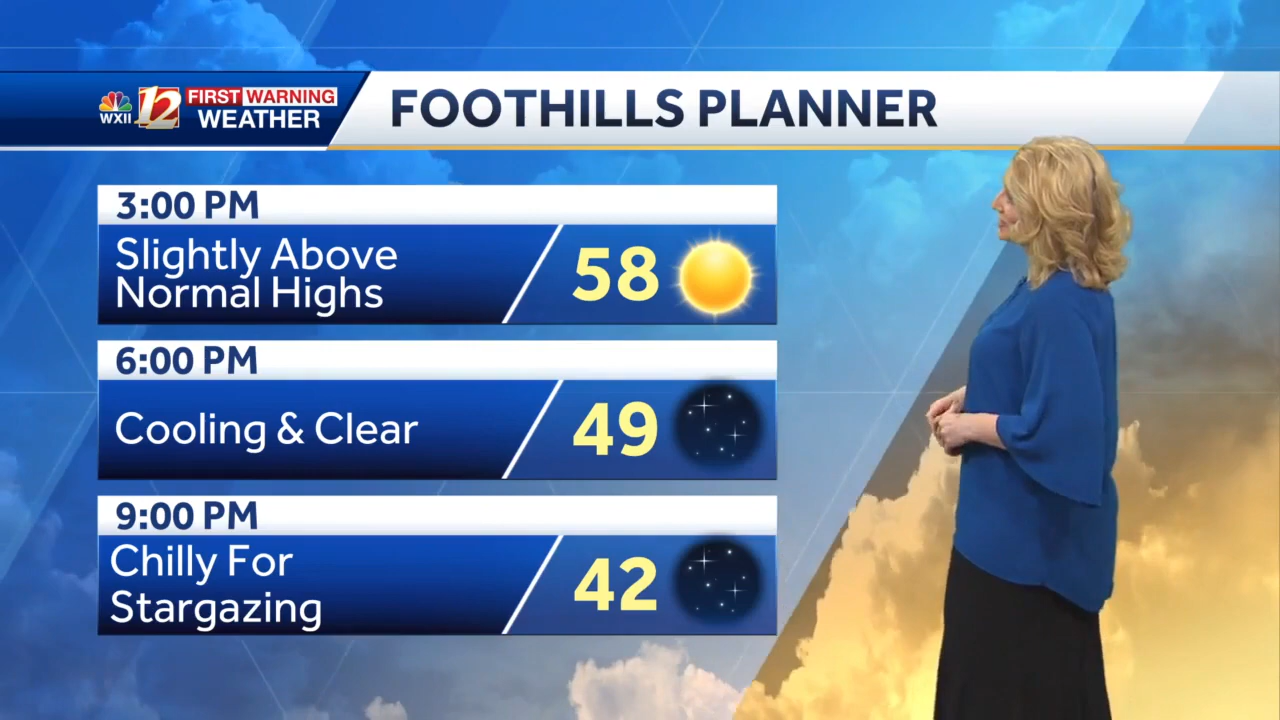 WXII 12 FIRST WARNING
WEATHER
FOOTHILLS PLANNER
3:00 PM
Slightly Above
Normal Highs
58
6:00 PM
Cooling & Clear
49
9:00 PM
Chilly For
Stargazing
42